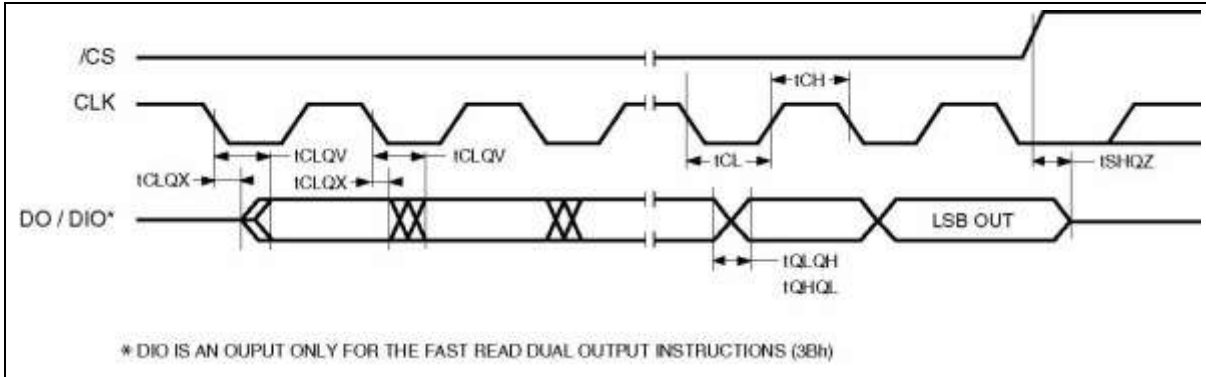 /CS
tCH
CLK
tCLQV
tCLQV
tCL
tSHQZ
tCLQX
tCLQX
DO / DIO*
LSB OUT
tQLQH
tQHQL
* DIO IS AN OUPUT ONLY FOR THE FAST READ DUAL OUTPUT INSTRUCTIONS (3Bh)